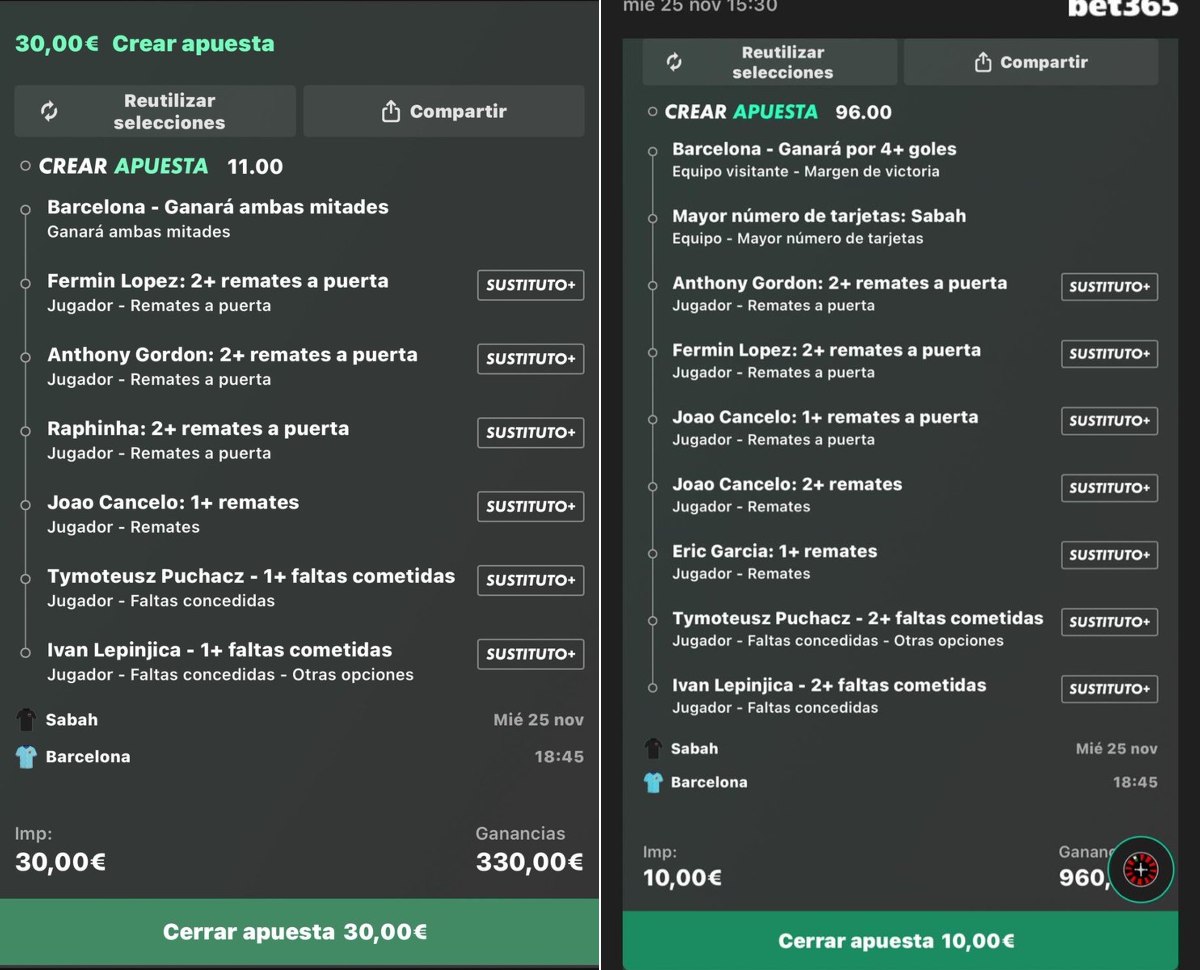 30,00€ Crear apuesta
Reutilizar
selecciones
Compartir
CREAR APUESTA 11.00
Barcelona - Ganará ambas mitades
Ganará ambas mitades
Fermin Lopez: 2+ remates a puerta
SUSTITUTO+
Jugador - Remates a puerta
Anthony Gordon: 2+ remates a puerta
SUSTITUTO+
Jugador - Remates a puerta
Raphinha: 2+ remates a puerta
SUSTITUTO+
Jugador - Remates a puerta
Joao Cancelo: 1+ remates
SUSTITUTO+
Jugador - Remates
Tymoteusz Puchacz - 1+ faltas cometidas
SUSTITUTO+
Jugador - Faltas concedidas
Ivan Lepinjica - 1+ faltas cometidas
SUSTITUTO+
Jugador - Faltas concedidas - Otras opciones
Sabah
Mié 25 nov
Barcelona
18:45
Imp:
Ganancias
30,00€
330,00€
Cerrar apuesta 30,00€
mié 25 nov 15:30
bet365
Reutilizar
selecciones
Compartir
CREAR APUESTA 96.00
Barcelona - Ganará por 4+ goles
Equipo visitante - Margen de victoria
Mayor número de tarjetas: Sabah
Equipo - Mayor número de tarjetas
Anthony Gordon: 2+ remates a puerta
SUSTITUTO+
Jugador - Remates a puerta
Fermin Lopez: 2+ remates a puerta
SUSTITUTO+
Jugador - Remates a puerta
Joao Cancelo: 1+ remates a puerta
SUSTITUTO+
Jugador - Remates a puerta
Joao Cancelo: 2+ remates
SUSTITUTO+
Jugador - Remates
Eric Garcia: 1+ remates
SUSTITUTO+
Jugador - Remates
Tymoteusz Puchacz - 2+ faltas cometidas
SUSTITUTO+
Jugador - Faltas concedidas - Otras opciones
Ivan Lepinjica - 2+ faltas cometidas
SUSTITUTO+
Jugador - Faltas concedidas
Sabah
Mié 25 nov
Barcelona
18:45
Imp:
Ganan
10,00€
960,
Cerrar apuesta 10,00€